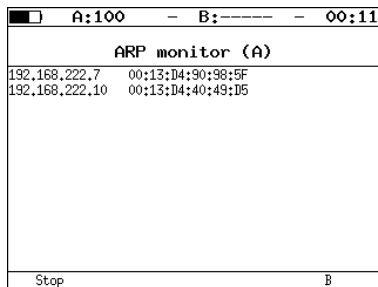 A:100 – B:----- – 00:11
ARP monitor (A)
192.168.222.7 00:13:D4:90:98:5F
192.168.222.10 00:13:D4:40:49:D5
Stop B